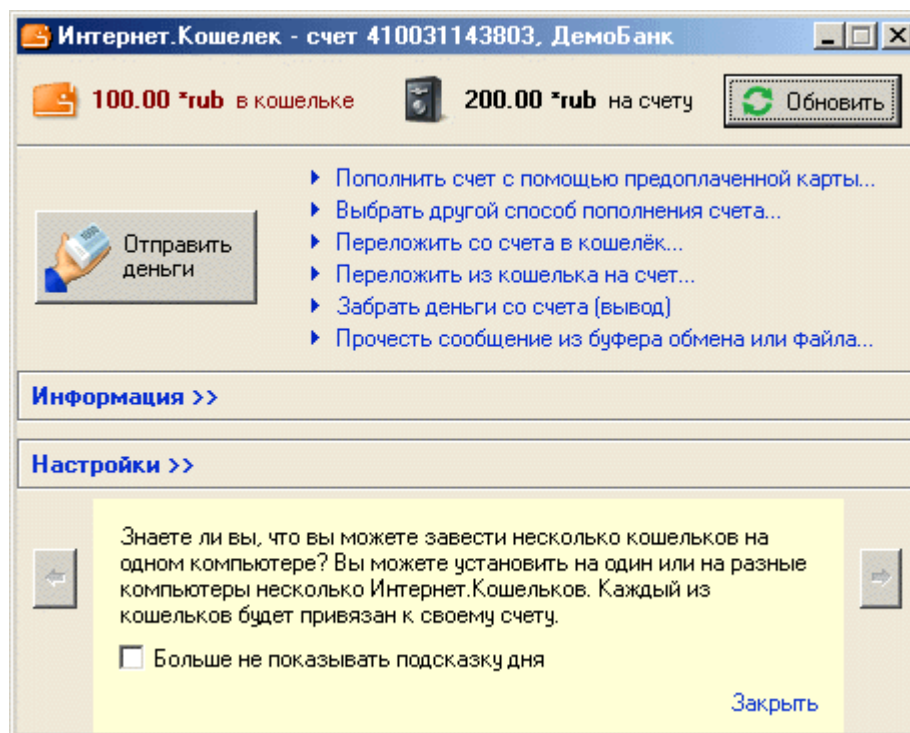 Интернет.Кошелек - счет 410031143803, ДемоБанк
100.00 *rub в кошельке 200.00 *rub на счету Обновить
Отправить
деньги
Пополнить счет с помощью предоплаченной карты...
Выбрать другой способ пополнения счета...
Переложить со счета в кошелёк...
Переложить из кошелька на счет...
Забрать деньги со счета (вывод)
Прочесть сообщение из буфера обмена или файла...
Информация >>
Настройки >>
Знаете ли вы, что вы можете завести несколько кошельков на
одном компьютере? Вы можете установить на один или на разные
компьютеры несколько Интернет.Кошельков. Каждый из
кошельков будет привязан к своему счету.
Больше не показывать подсказку дня
Закрыть